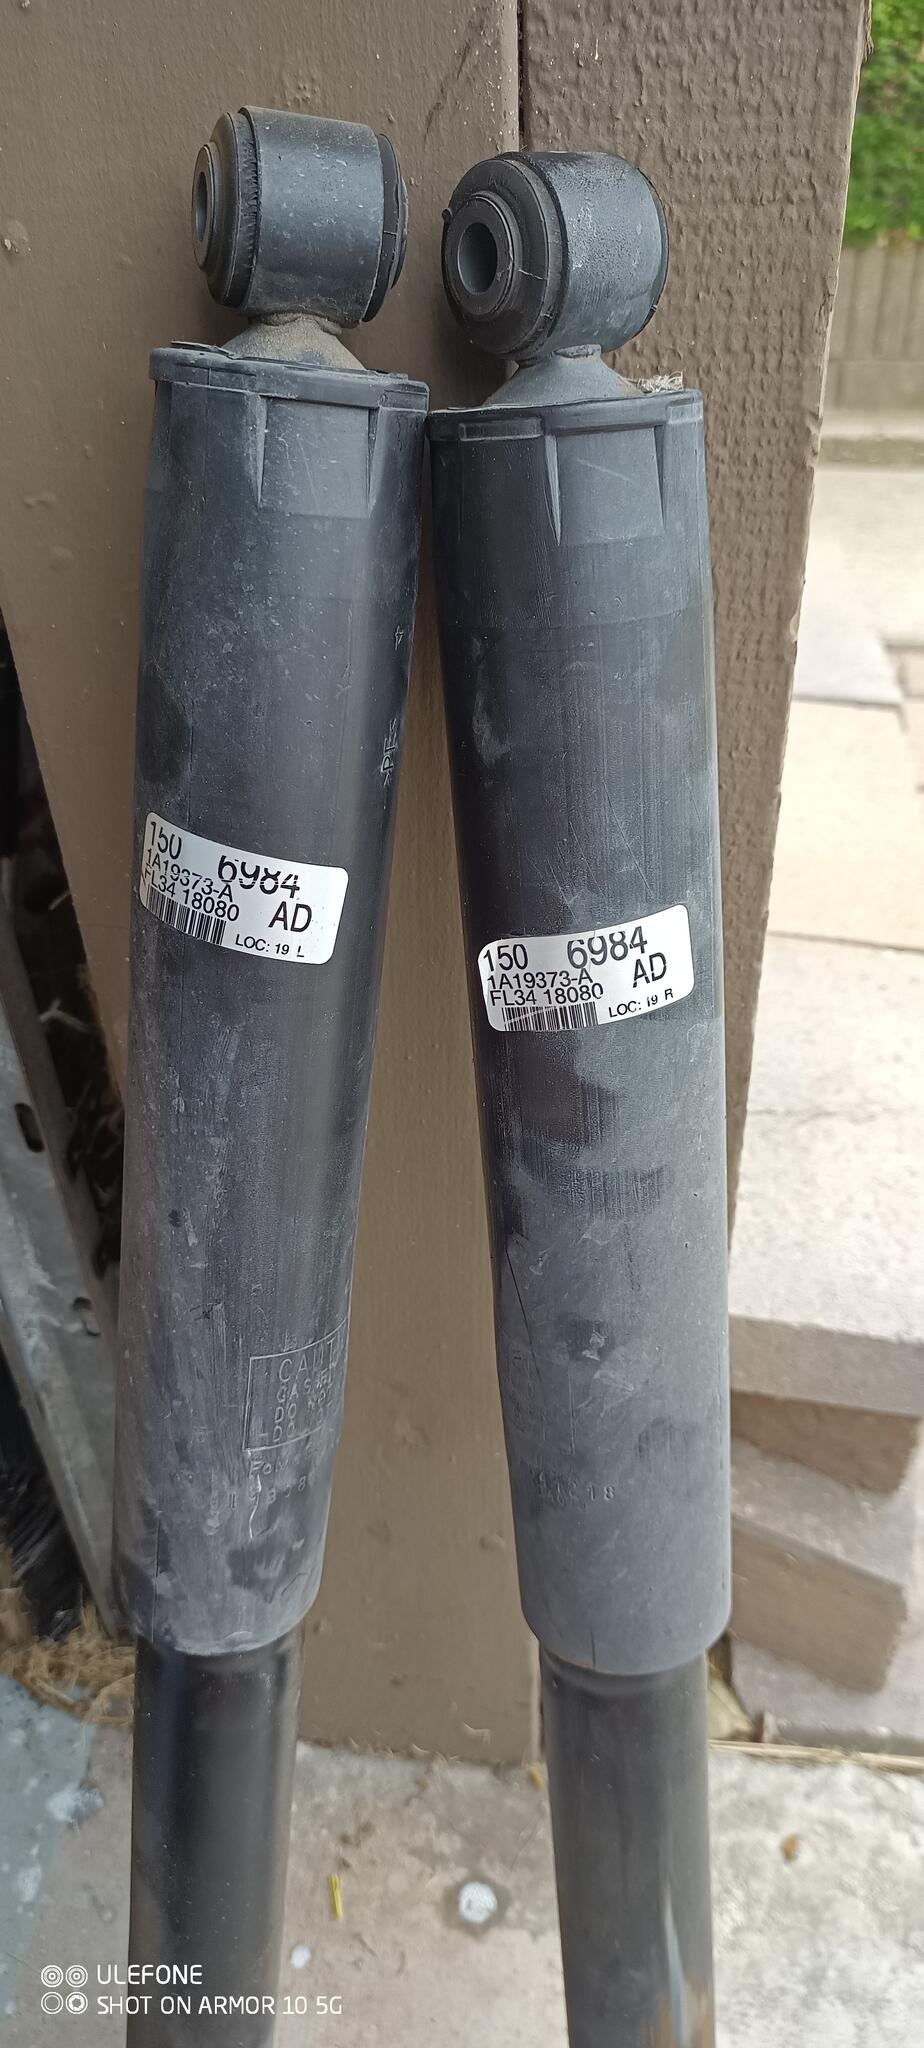 150 6984
1A19373-A
FL34 18080 AD
LOC: 19 L
>PE<
150 6984
1A19373-A AD
FL34 18080
LOC: 19 R
ULEFONE
SHOT ON ARMOR 10 5G